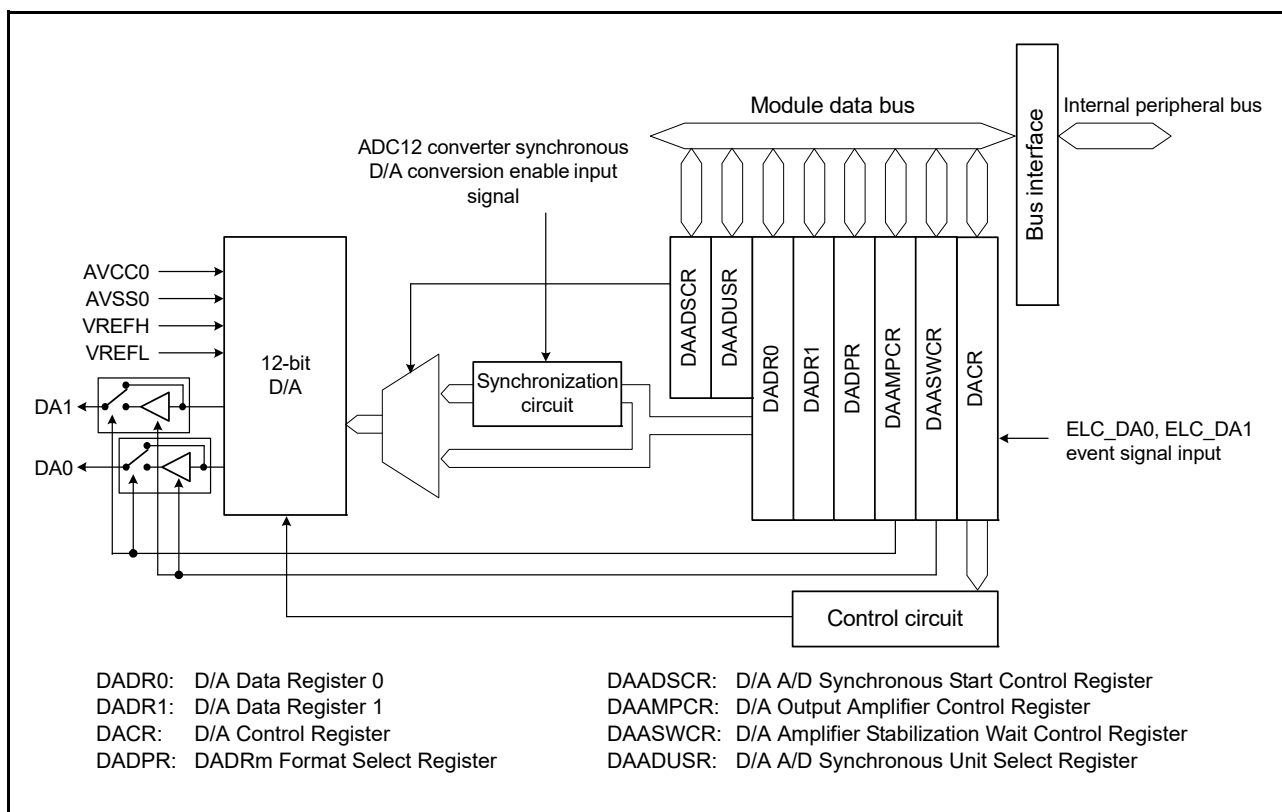 Module data bus
Internal peripheral bus
Bus interface
ADC12 converter synchronous
D/A conversion enable input
signal
AVCC0
AVSS0
VREFH
VREFL
12-bit
D/A
DA1
DA0
Synchronization
circuit
DAADSCR
DAADUSR
DADR0
DADR1
DADPR
DAAMPCR
DAASWCR
DACR
ELC_DA0, ELC_DA1
event signal input
Control circuit
DADR0: D/A Data Register 0
DADR1: D/A Data Register 1
DACR: D/A Control Register
DADPR: DADRm Format Select Register
DAADSCR: D/A A/D Synchronous Start Control Register
DAAMPCR: D/A Output Amplifier Control Register
DAASWCR: D/A Amplifier Stabilization Wait Control Register
DAADUSR: D/A A/D Synchronous Unit Select Register